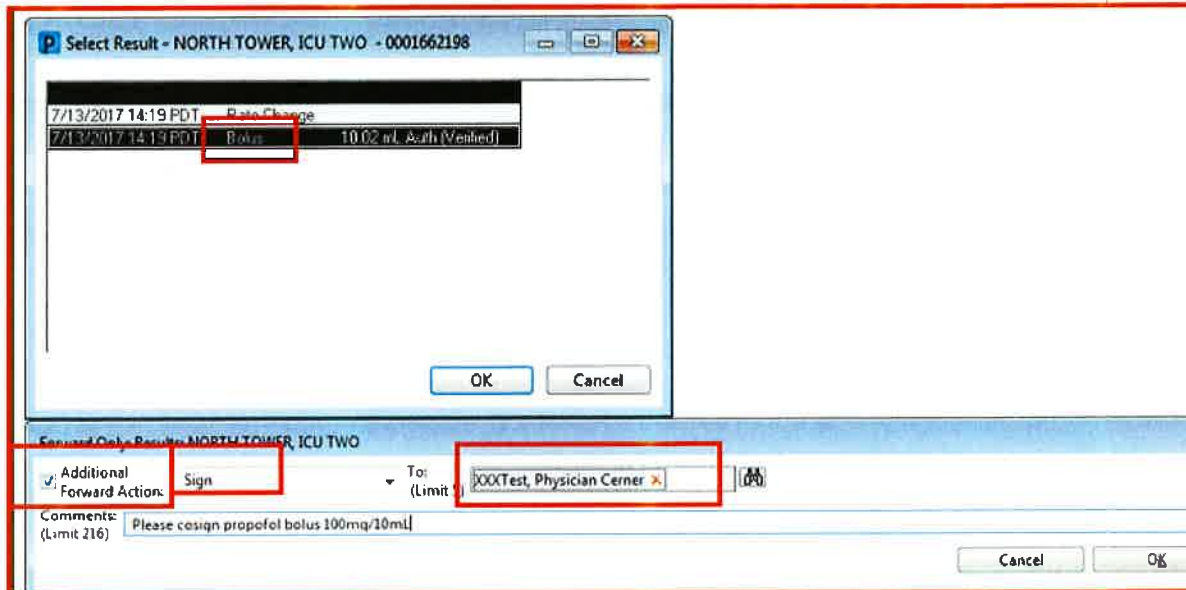 Select Result - NORTH TOWER, ICU TWO - 0001662198
7/13/2017 14:19 PDT ... Rate Change
7/13/2017 14:19 PDT Bolus 10.02 mL Auth (Verified)
OK Cancel
Forward Only: Results: NORTH TOWER, ICU TWO
Additional Sign To: XXXTest, Physician Cerner
Forward Action: (Limit
Comments: Please cosign propofol bolus 100mg/10mL
(Limit 216)
Cancel OK